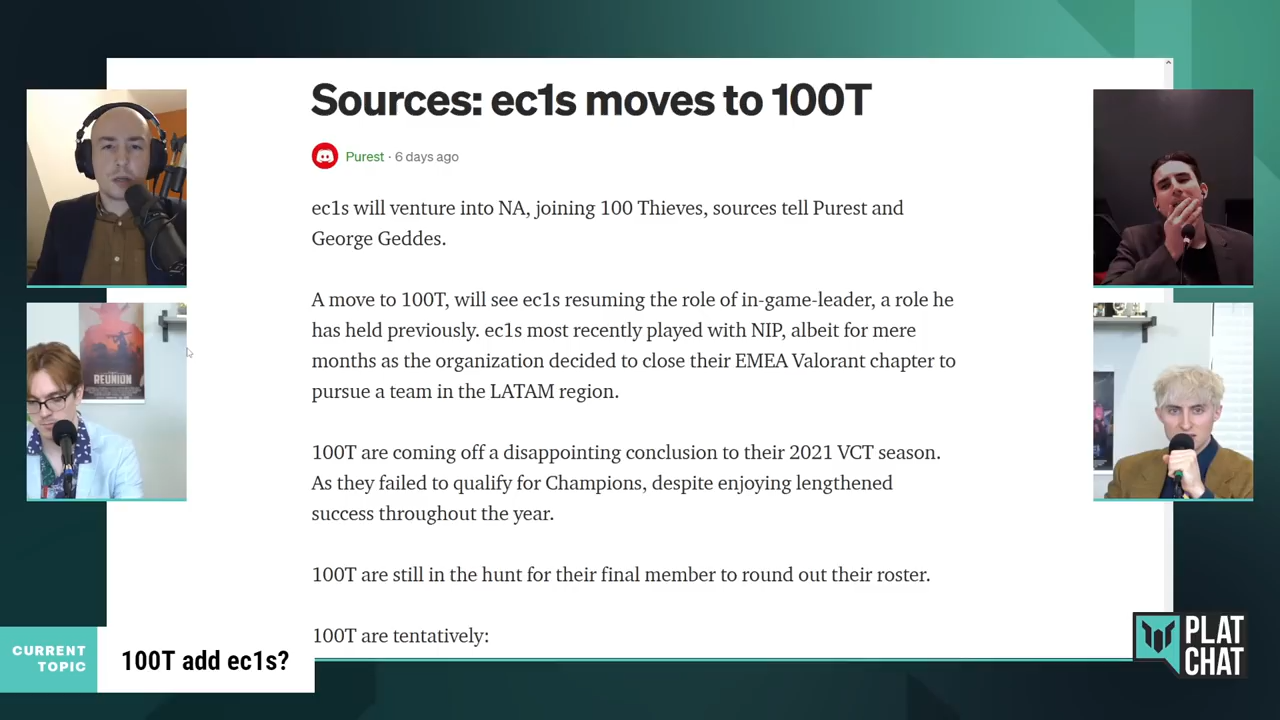 Sources: ec1s moves to 100T
Purest · 6 days ago
ec1s will venture into NA, joining 100 Thieves, sources tell Purest and
George Geddes.
A move to 100T, will see ec1s resuming the role of in-game-leader, a role he
has held previously. ec1s most recently played with NIP, albeit for mere
months as the organization decided to close their EMEA Valorant chapter to
pursue a team in the LATAM region.
100T are coming off a disappointing conclusion to their 2021 VCT season.
As they failed to qualify for Champions, despite enjoying lengthened
success throughout the year.
100T are still in the hunt for their final member to round out their roster.
100T are tentatively:
REUNION
CURRENT
TOPIC
100T add ec1s?
PLAT
CHAT